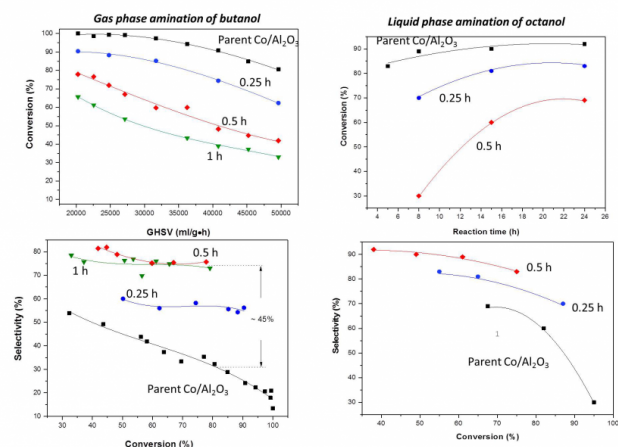 Gas phase amination of butanol
Liquid phase amination of octanol
Parent Co/Al2O3
0.25 h
0.5 h
1 h
Conversion (%)
100
90
80
70
60
50
40
30
20
10
0
20000 25000 30000 35000 40000 45000 50000
GHSV (ml/g•h)
Parent Co/Al2O3
0.25 h
0.5 h
Conversion (%)
100
90
80
70
60
50
40
30
20
4 6 8 10 12 14 16 18 20 22 24 26
Reaction time (h)
0.5 h
1 h
0.25 h
~ 45%
Parent Co/Al2O3
Selectivity (%)
80
70
60
50
40
30
20
10
30 40 50 60 70 80 90 100
Conversion (%)
0.5 h
0.25 h
1
Parent Co/Al2O3
Selectivity (%)
90
80
70
60
50
40
30
40 50 60 70 80 90 100
Conversion (%)